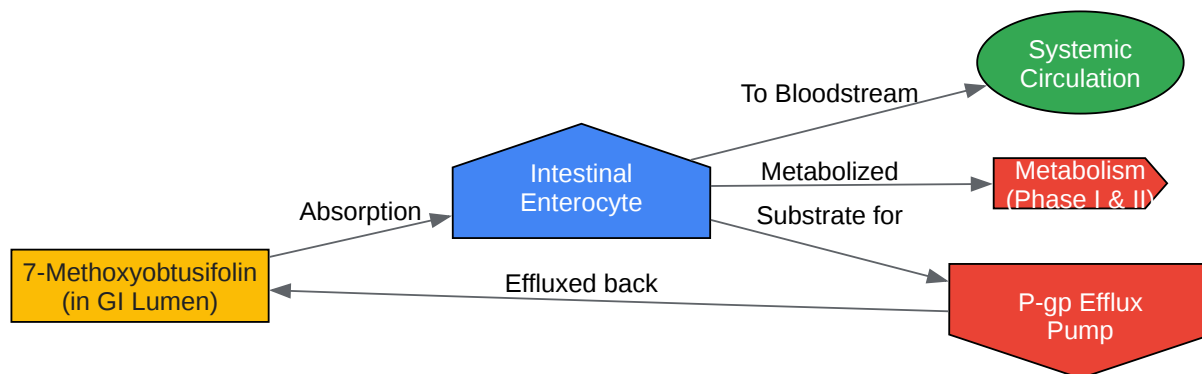 Systemic
Circulation
To Bloodstream
Intestinal
Enterocyte
Metabolized
Metabolism
(Phase I & II)
Absorption
Substrate for
7-Methoxyobtusifolin
(in GI Lumen)
Effluxed back
P-gp Efflux
Pump